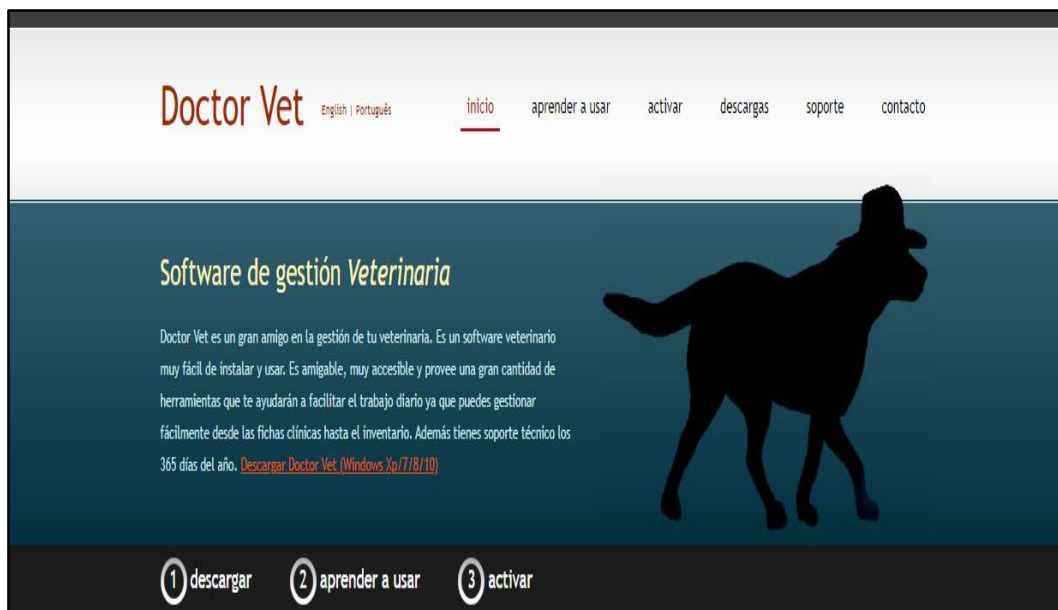 Doctor Vet
English | Português
inicio aprender a usar activar descargas soporte contacto
Software de gestión Veterinaria
Doctor Vet es un gran amigo en la gestión de tu veterinaria. Es un software veterinario
muy fácil de instalar y usar. Es amigable, muy accesible y provee una gran cantidad de
herramientas que te ayudarán a facilitar el trabajo diario ya que puedes gestionar
fácilmente desde las fichas clínicas hasta el inventario. Además tienes soporte técnico los
365 días del año. Descargar Doctor Vet (Windows Xp/7/8/10)
1 descargar 2 aprender a usar 3 activar